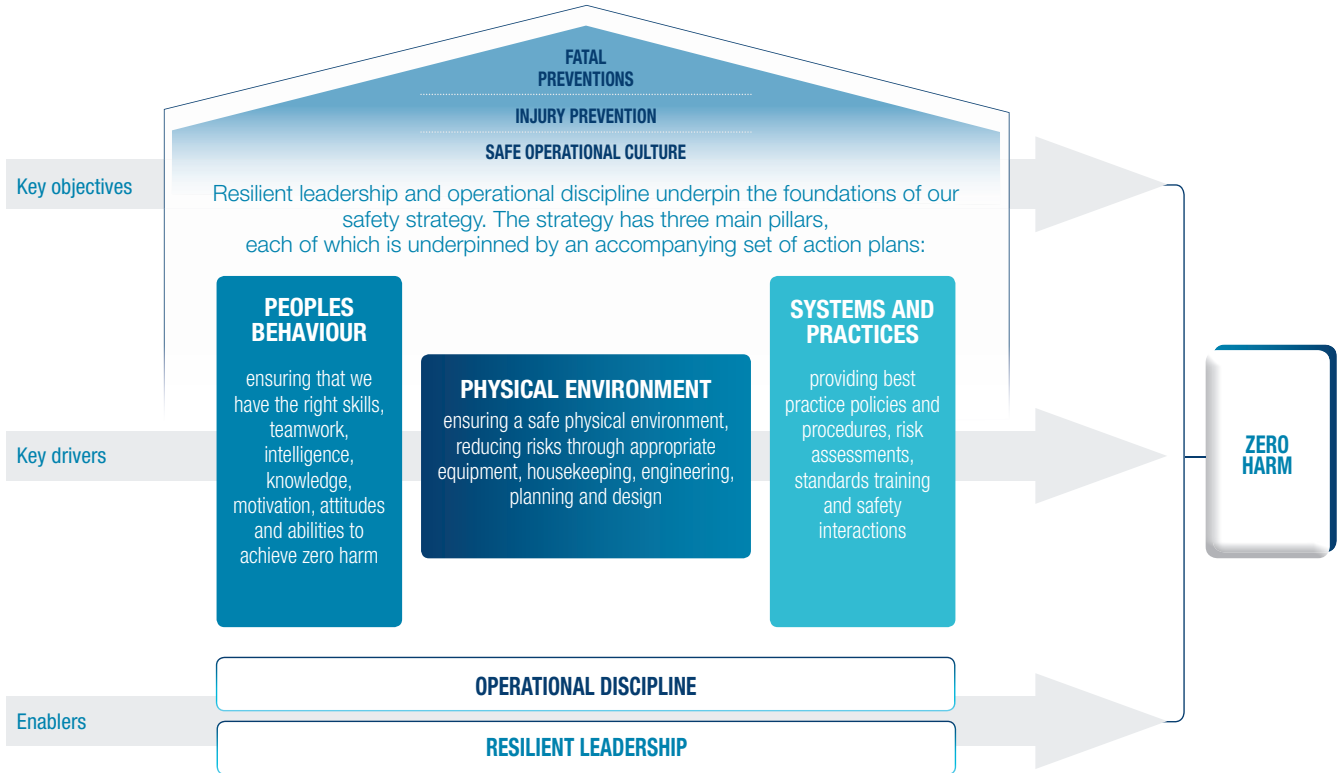 FATAL
PREVENTIONS
INJURY PREVENTION
SAFE OPERATIONAL CULTURE
Key objectives
Resilient leadership and operational discipline underpin the foundations of our
safety strategy. The strategy has three main pillars,
each of which is underpinned by an accompanying set of action plans:
PEOPLES
BEHAVIOUR
ensuring that we
have the right skills,
teamwork,
intelligence,
knowledge,
motivation, attitudes
and abilities to
achieve zero harm
PHYSICAL ENVIRONMENT
ensuring a safe physical environment,
reducing risks through appropriate
equipment, housekeeping, engineering,
planning and design
SYSTEMS AND
PRACTICES
providing best
practice policies and
procedures, risk
assessments,
standards training
and safety
interactions
Key drivers
ZERO
HARM
OPERATIONAL DISCIPLINE
Enablers
RESILIENT LEADERSHIP